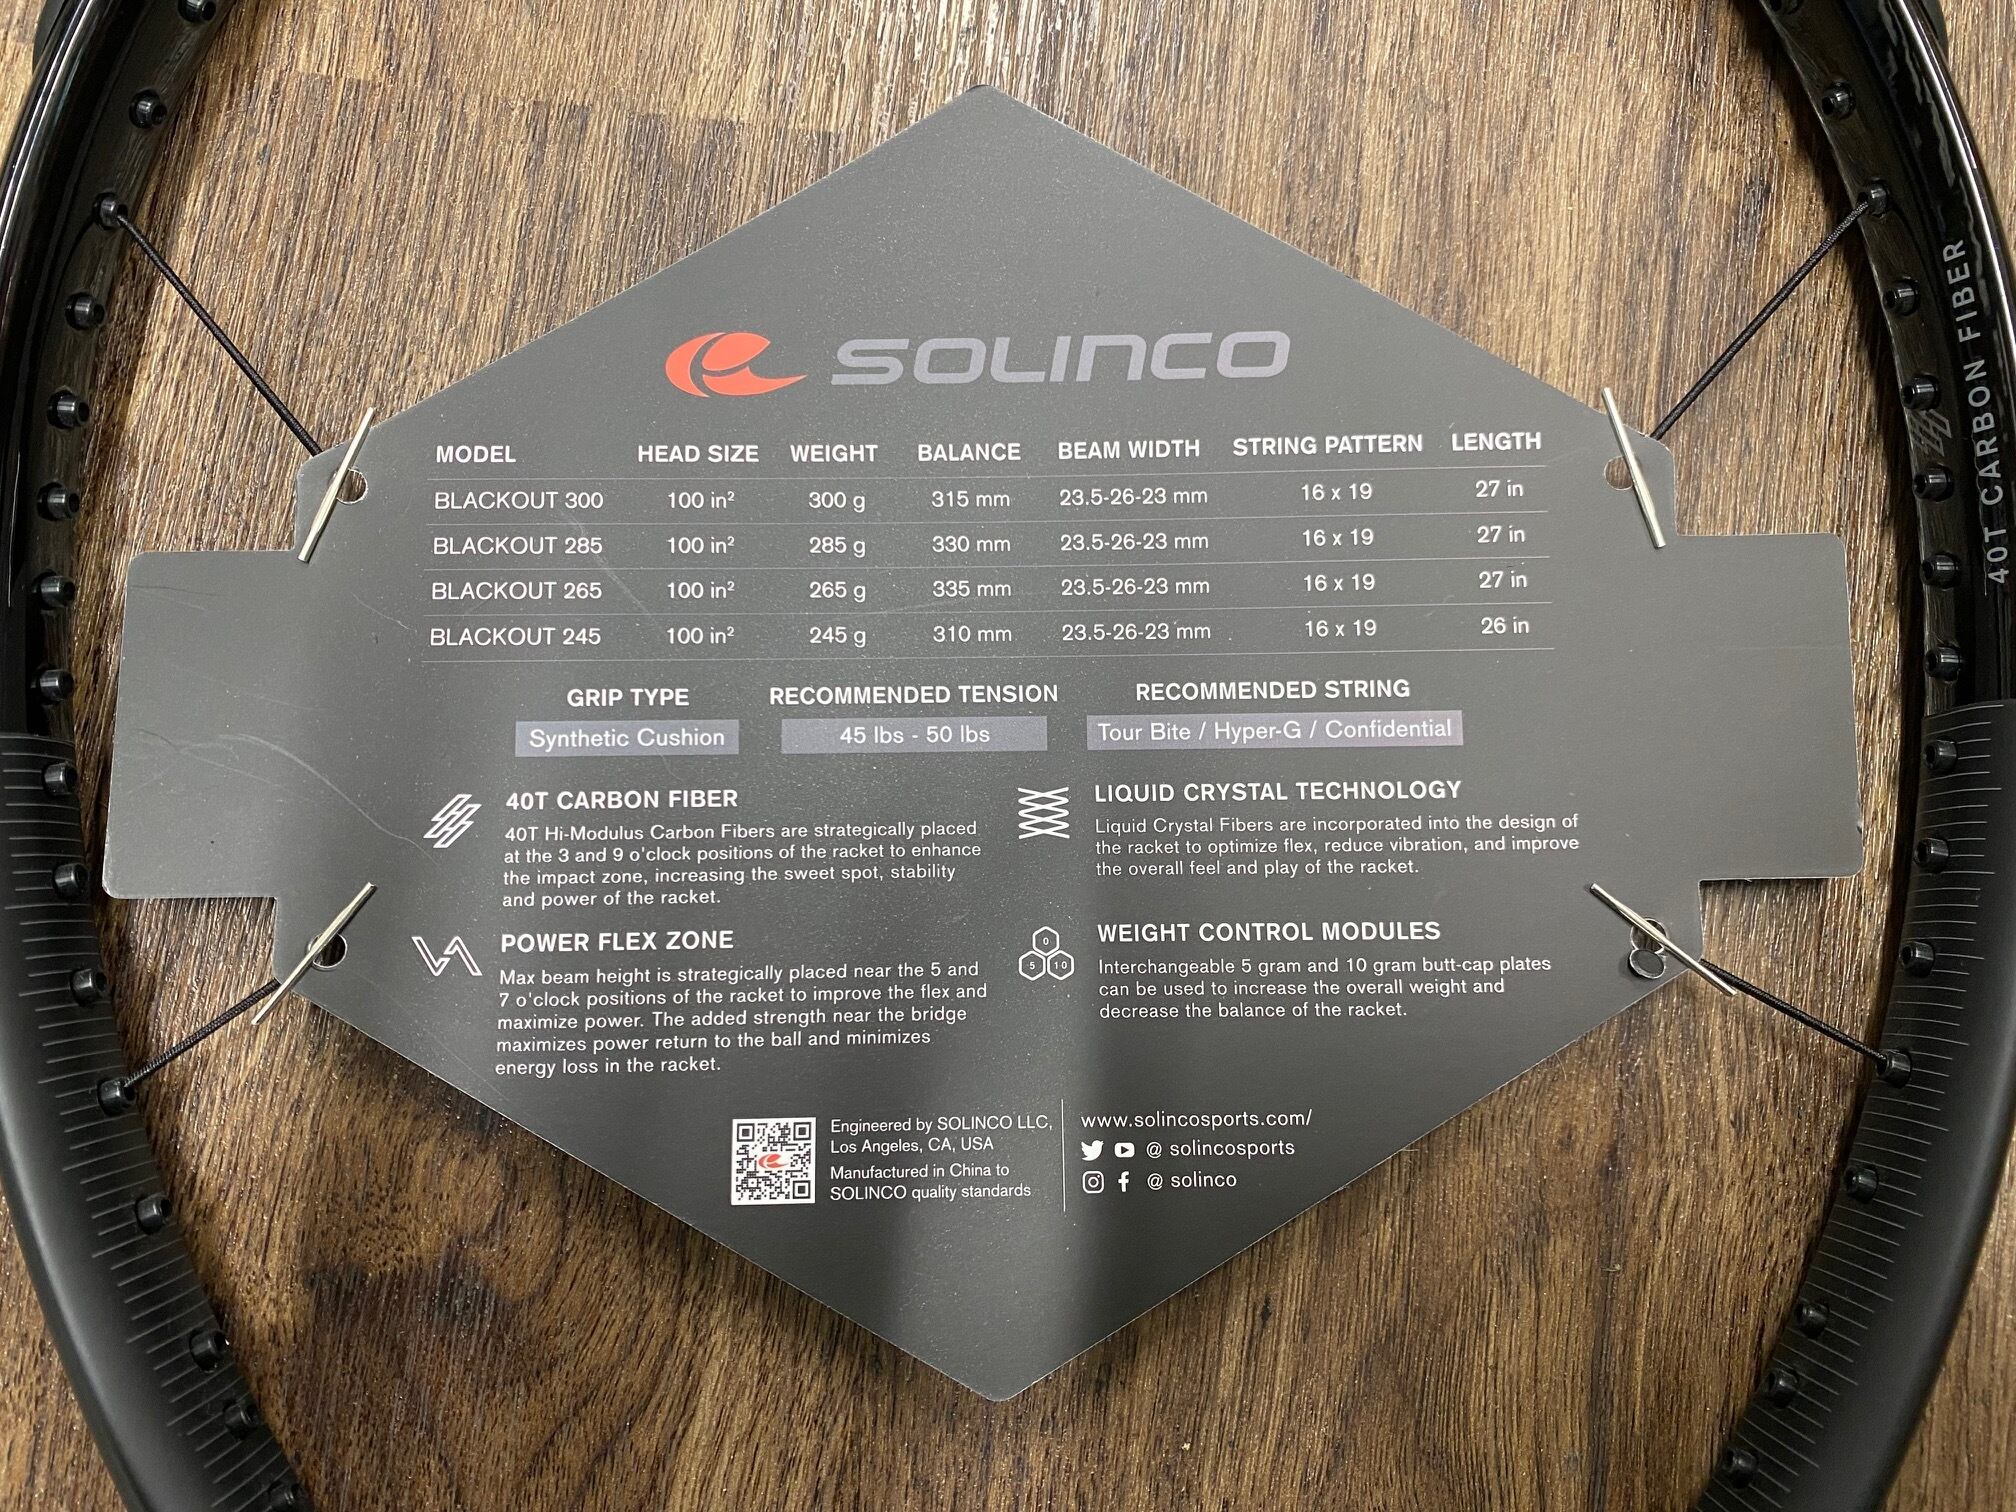 SOLINCO
MODEL HEAD SIZE WEIGHT BALANCE BEAM WIDTH STRING PATTERN LENGTH
BLACKOUT 300 100 in² 300 g 315 mm 23.5-26-23 mm 16 x 19 27 in
BLACKOUT 285 100 in² 285 g 330 mm 23.5-26-23 mm 16 x 19 27 in
BLACKOUT 265 100 in² 265 g 335 mm 23.5-26-23 mm 16 x 19 27 in
BLACKOUT 245 100 in² 245 g 310 mm 23.5-26-23 mm 16 x 19 26 in
GRIP TYPE RECOMMENDED TENSION RECOMMENDED STRING
Synthetic Cushion 45 lbs - 50 lbs Tour Bite / Hyper-G / Confidential
40T CARBON FIBER
40T Hi-Modulus Carbon Fibers are strategically placed
at the 3 and 9 o'clock positions of the racket to enhance
the impact zone, increasing the sweet spot, stability
and power of the racket.
LIQUID CRYSTAL TECHNOLOGY
Liquid Crystal Fibers are incorporated into the design of
the racket to optimize flex, reduce vibration, and improve
the overall feel and play of the racket.
POWER FLEX ZONE
Max beam height is strategically placed near the 5 and
7 o'clock positions of the racket to improve the flex and
maximize power. The added strength near the bridge
maximizes power return to the ball and minimizes
energy loss in the racket.
0
5 10
WEIGHT CONTROL MODULES
Interchangeable 5 gram and 10 gram butt-cap plates
can be used to increase the overall weight and
decrease the balance of the racket.
Engineered by SOLINCO LLC,
Los Angeles, CA, USA
Manufactured in China to
SOLINCO quality standards
www.solincosports.com/
@ solincosports
@ solinco
40T CARBON FIBER